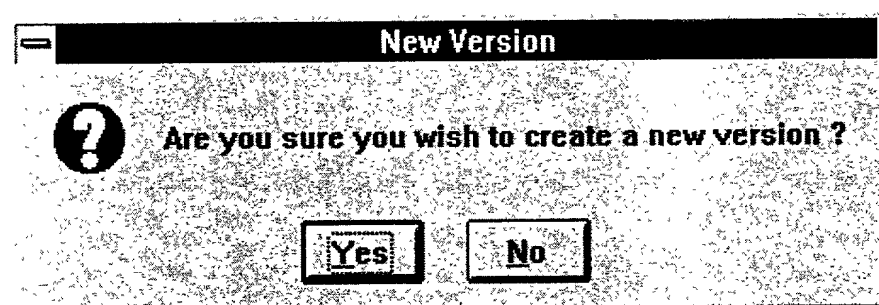 New Version
Are you sure you wish to create a new version ?
Yes
No